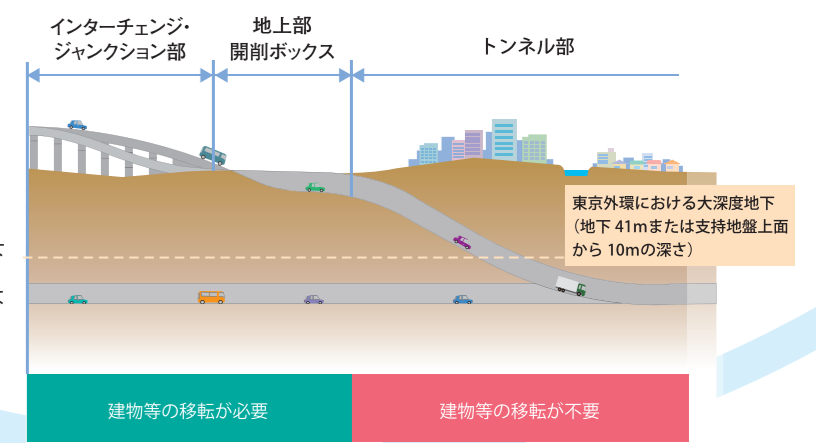 インターチェンジ・
ジャンクション部
地上部
開削ボックス
トンネル部
東京外環における大深度地下
（地下 41mまたは支持地盤上面
から 10mの深さ）
建物等の移転が必要
建物等の移転が不要